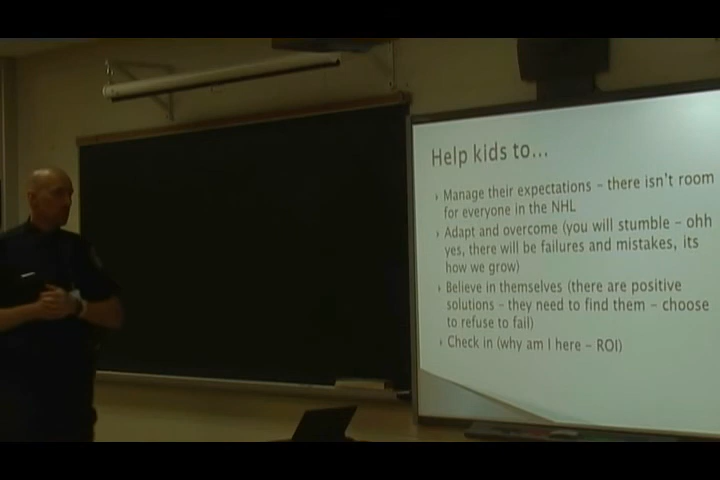 Help kids to...
Manage their expectations – there isn't room
for everyone in the NHL
Adapt and overcome (you will stumble – ohh
yes, there will be failures and mistakes, its
how we grow)
Believe in themselves (there are positive
solutions – they need to find them – choose
to refuse to fail)
Check in (why am I here – ROI)